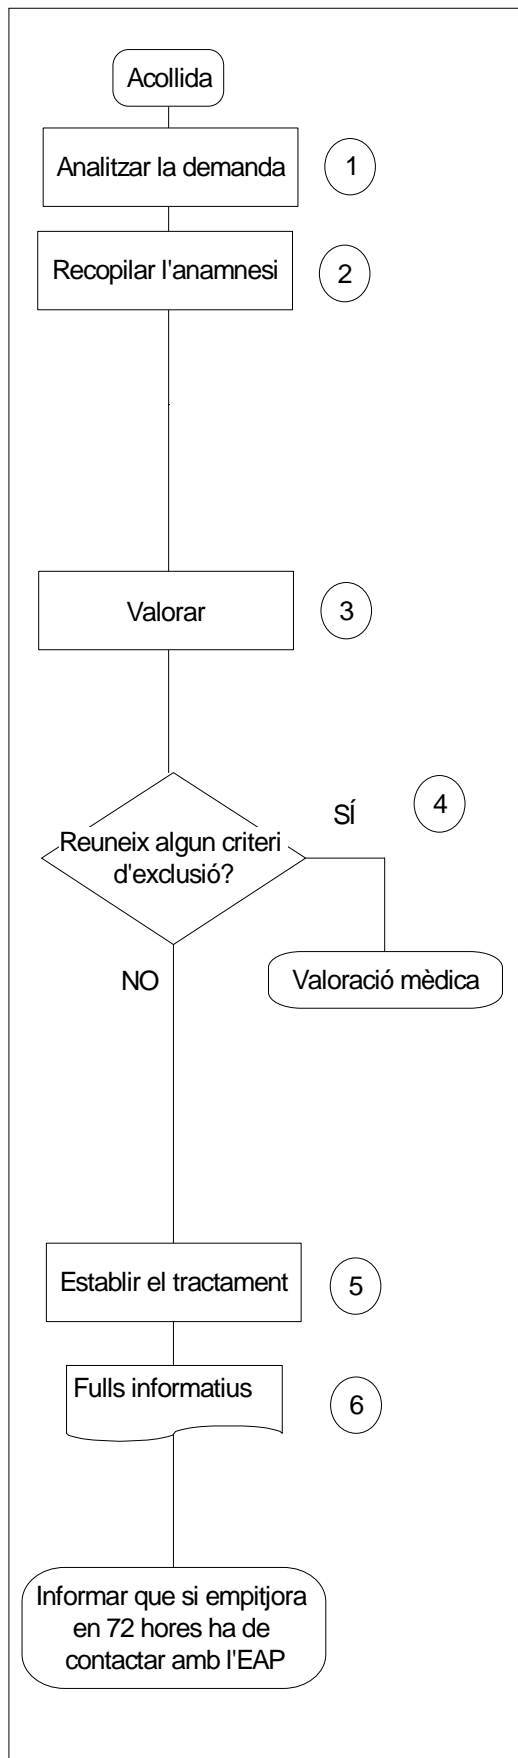 Acollida
Analitzar la demanda
1
Recopilar l'anamnesi
2
Valorar
3
Reuneix algun criteri
d'exclusió?
SÍ
4
NO
Valoració mèdica
Establir el tractament
5
Fulls informatius
6
Informar que si empitjora
en 72 hores ha de
contactar amb l'EAP